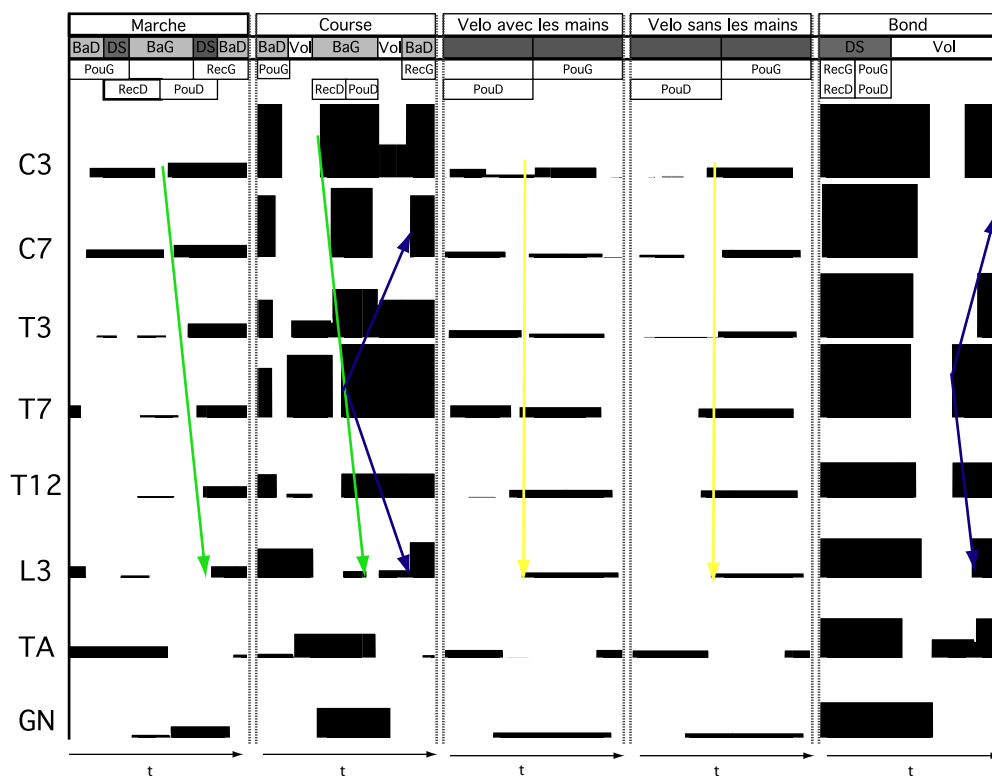 Marche Course Velo avec les mains Velo sans les mains Bond
BaD DS BaG DS BaD BaD Vol BaG Vol BaD DS Vol
PouG RecG PouG RecG PouG PouG RecG PouG
RecD PouD RecD PouD PouD PouD RecD PouD
C3
C7
T3
T7
T12
L3
TA
GN
t t t t t